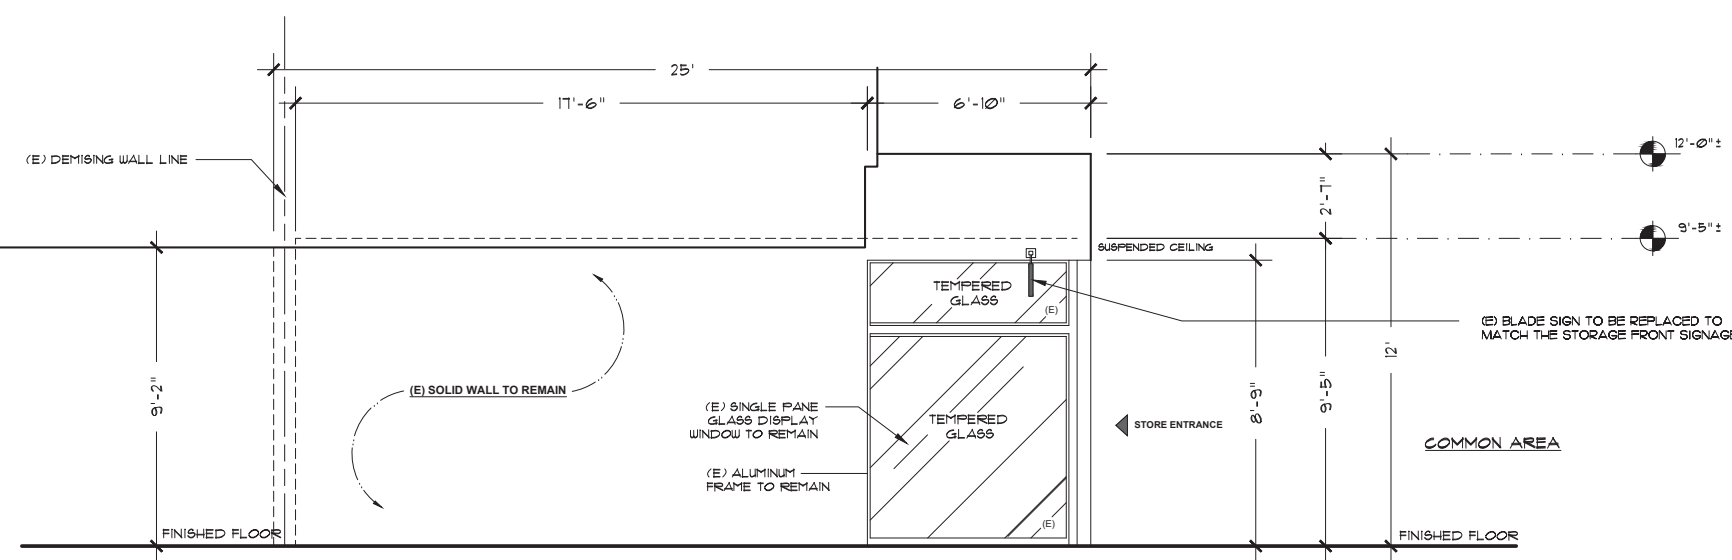 25'
17'-6"
6'-10"
(E) DEMISING WALL LINE
12'-0"±
2'-7"
9'-5"±
SUSPENDED CEILING
TEMPERED
GLASS
(E)
(E) BLADE SIGN TO BE REPLACED TO
MATCH THE STORAGE FRONT SIGNAGE
12'
9'-2"
(E) SOLID WALL TO REMAIN
8'-9"
9'-5"
(E) SINGLE PANE
GLASS DISPLAY
WINDOW TO REMAIN
TEMPERED
GLASS
STORE ENTRANCE
COMMON AREA
(E) ALUMINUM
FRAME TO REMAIN
(E)
FINISHED FLOOR
FINISHED FLOOR